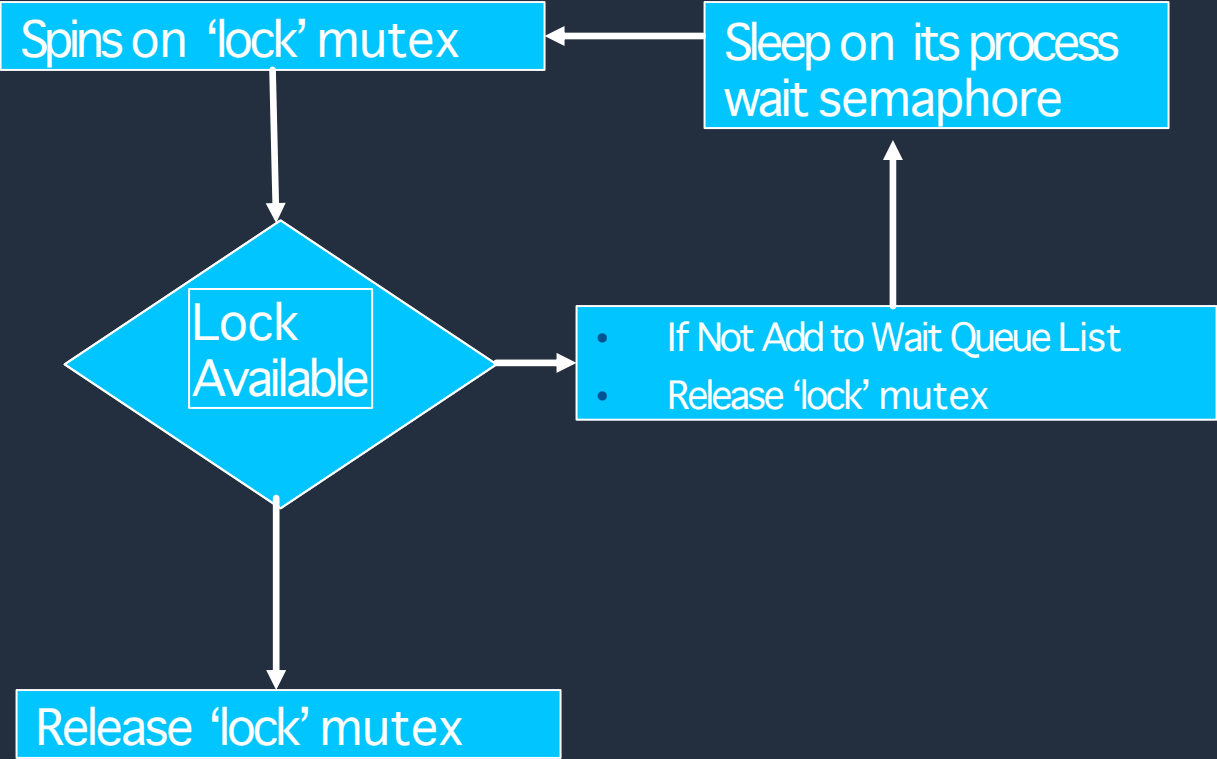 Spins on ‘lock’ mutex
Sleep on its process
wait semaphore
Lock
Available
• If Not Add to Wait Queue List
• Release ‘lock’ mutex
Release ‘lock’ mutex